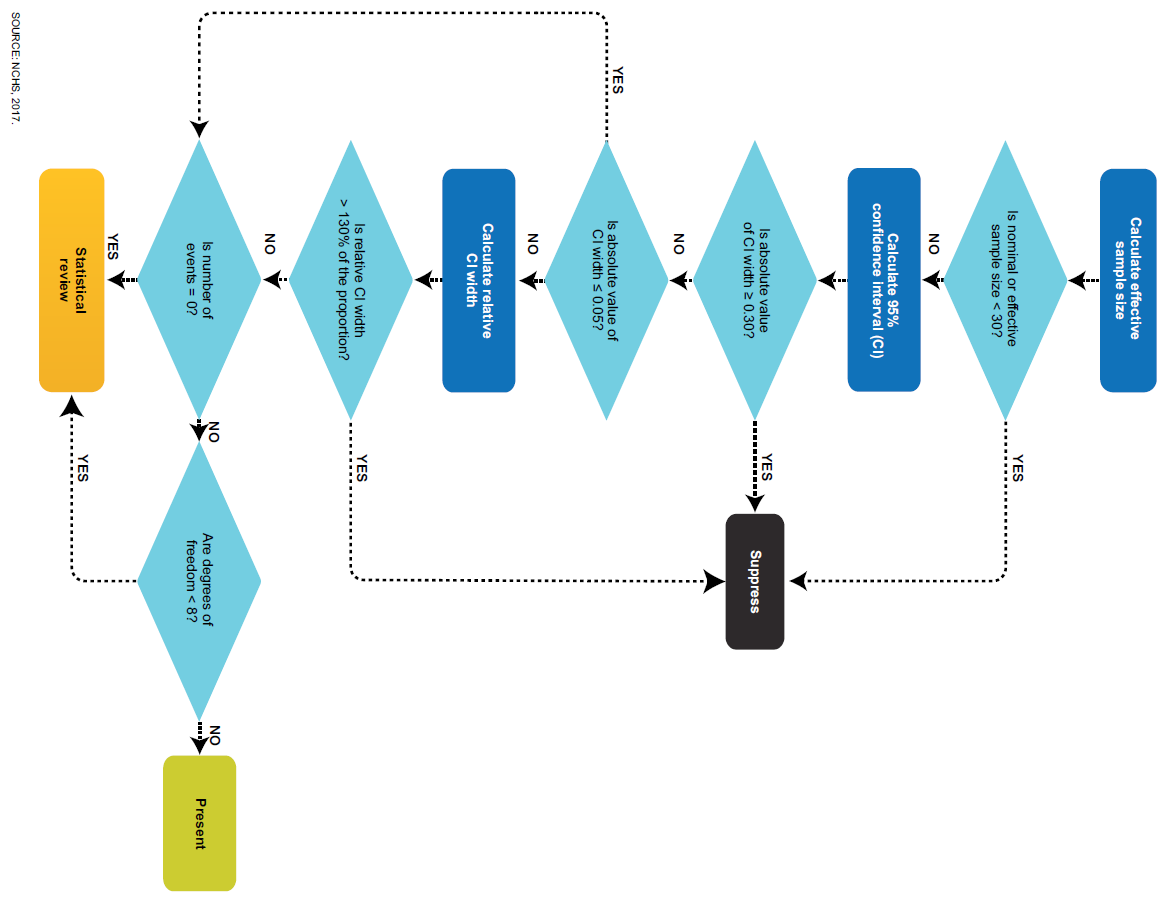 Calculate effective
sample size
Is nominal or effective
sample size < 30?
NO
YES
Calculate 95%
confidence interval (CI)
Is absolute value
of CI width ≥ 0.30?
NO
YES
Suppress
Is absolute value of
CI width ≤ 0.05?
YES
NO
Calculate relative
CI width
Is relative CI width
> 130% of the proportion?
NO
YES
Is number of
events = 0?
YES
NO
Are degrees of
freedom < 8?
YES
NO
Statistical
review
Present
SOURCE: NCHS, 2017.